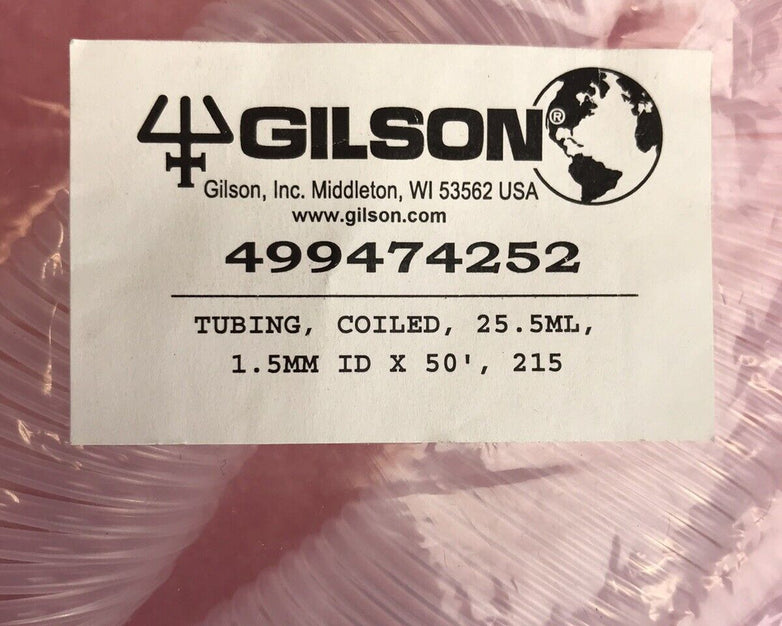 GILSON®
Gilson, Inc. Middleton, WI 53562 USA
www.gilson.com
499474252
TUBING, COILED, 25.5ML,
1.5MM ID X 50', 215